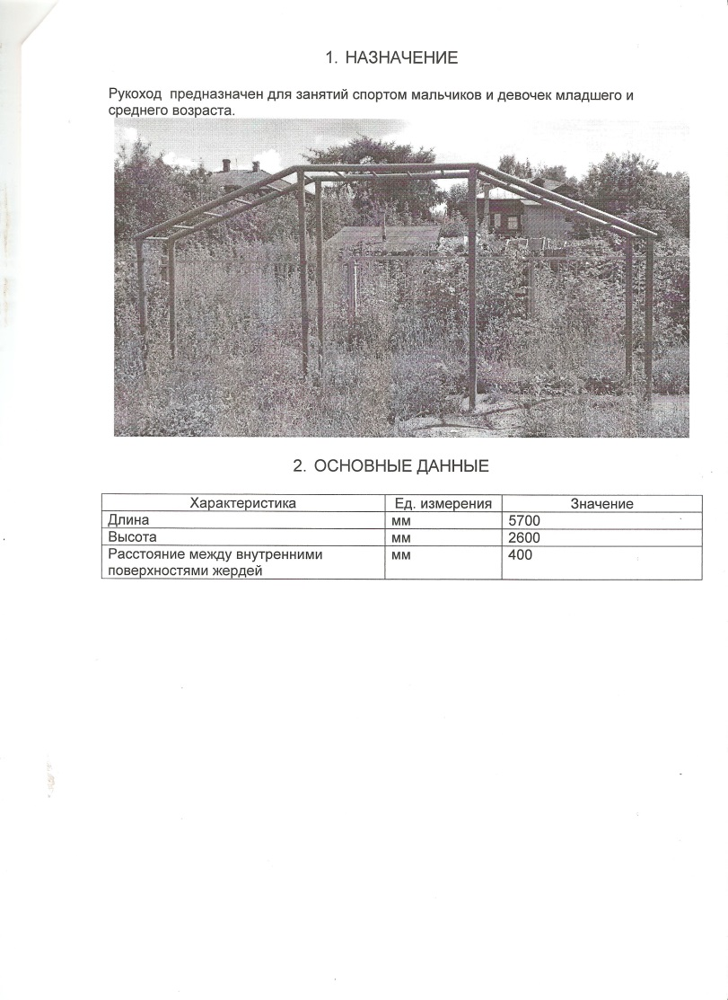 1. НАЗНАЧЕНИЕ
Рукоход предназначен для занятий спортом мальчиков и девочек младшего и
среднего возраста.
2. ОСНОВНЫЕ ДАННЫЕ
Характеристика Ед. измерения Значение
Длина мм 5700
Высота мм 2600
Расстояние между внутренними мм 400
поверхностями жердей